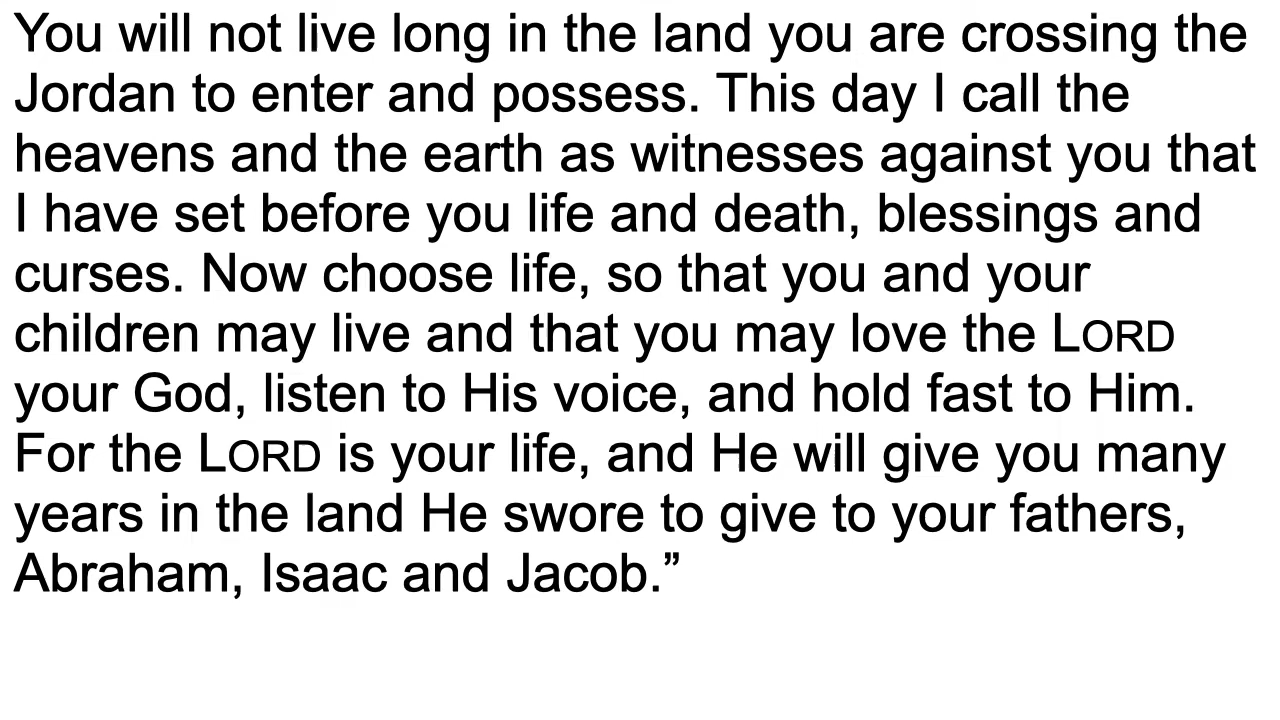 You will not live long in the land you are crossing the
Jordan to enter and possess. This day I call the
heavens and the earth as witnesses against you that
I have set before you life and death, blessings and
curses. Now choose life, so that you and your
children may live and that you may love the LORD
your God, listen to His voice, and hold fast to Him.
For the LORD is your life, and He will give you many
years in the land He swore to give to your fathers,
Abraham, Isaac and Jacob.”